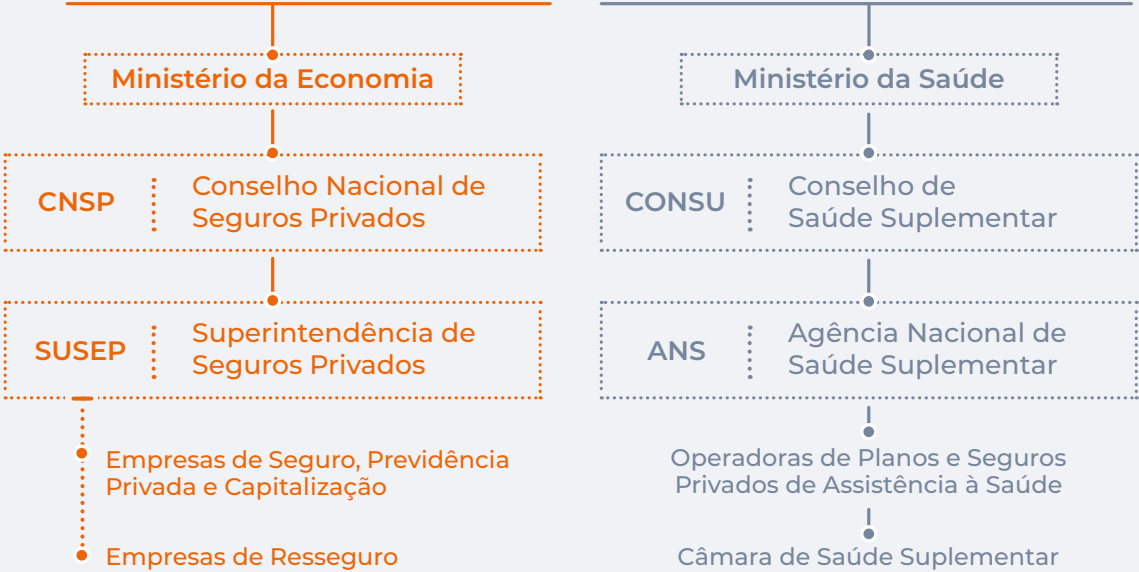 Ministério da Economia
CNSP
Conselho Nacional de
Seguros Privados
SUSEP
Superintendência de
Seguros Privados
Empresas de Seguro, Previdência
Privada e Capitalização
Empresas de Resseguro
Ministério da Saúde
CONSU
Conselho de
Saúde Suplementar
ANS
Agência Nacional de
Saúde Suplementar
Operadoras de Planos e Seguros
Privados de Assistência à Saúde
Câmara de Saúde Suplementar